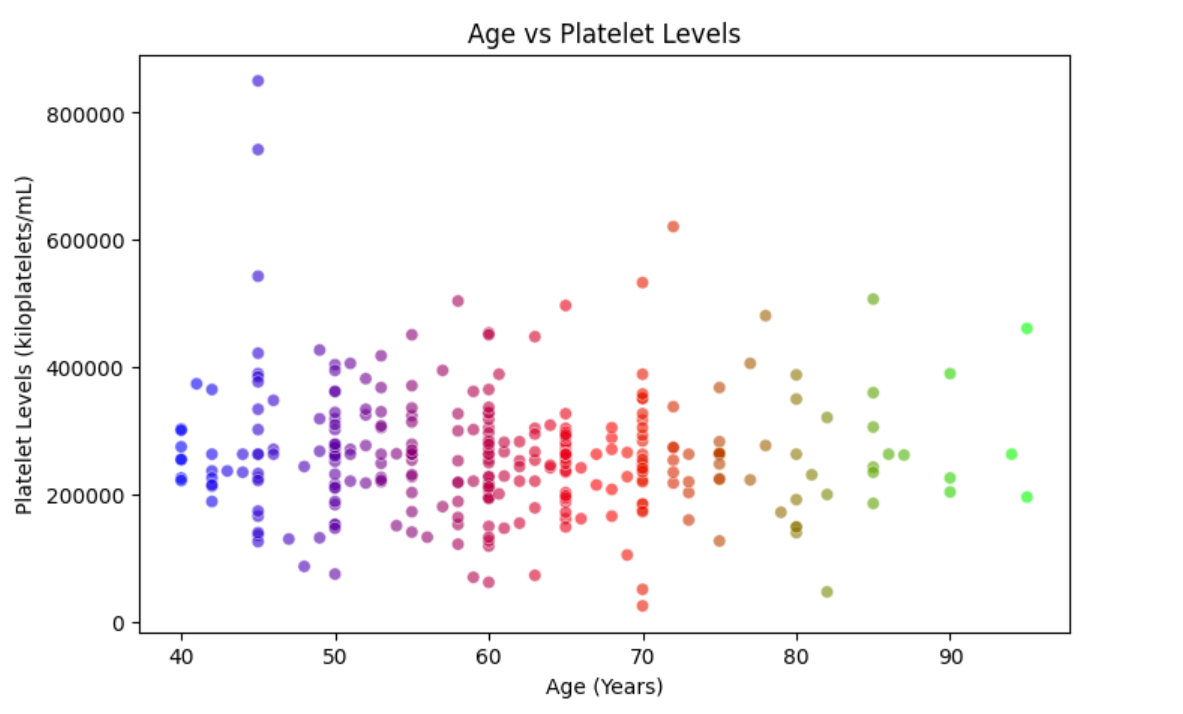 Age vs Platelet Levels
Platelet Levels (kiloplatelets/mL)
800000
600000
400000
200000
0
40 50 60 70 80 90
Age (Years)